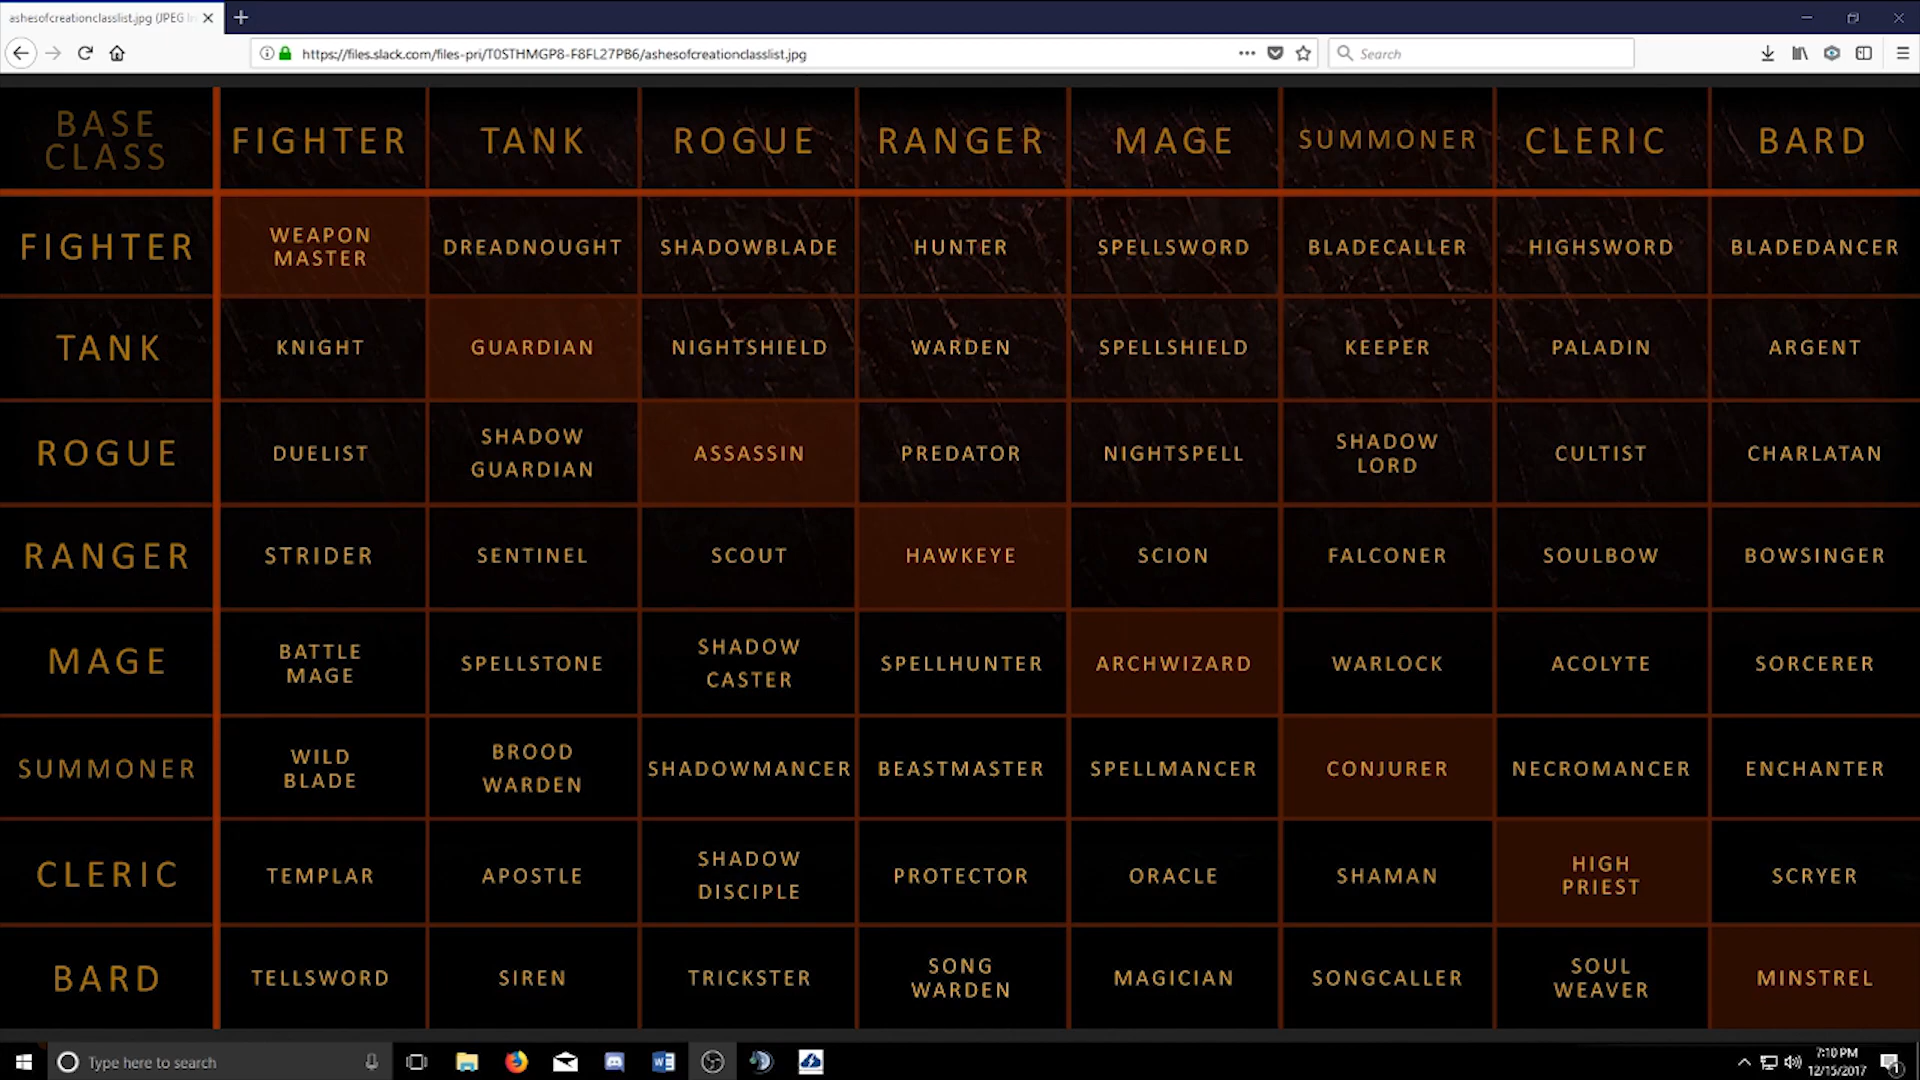 ashesofcreationclasslist.jpg (JPEG In
https://files.slack.com/files-pri/T0STHMGP8-F8FL27PB6/ashesofcreationclasslist.jpg
Search
BASE
CLASS
FIGHTER
TANK
ROGUE
RANGER
MAGE
SUMMONER
CLERIC
BARD
FIGHTER
WEAPON
MASTER
DREADNOUGHT
SHADOWBLADE
HUNTER
SPELLSWORD
BLADECALLER
HIGHSWORD
BLADEDANCER
TANK
KNIGHT
GUARDIAN
NIGHTSHIELD
WARDEN
SPELLSHIELD
KEEPER
PALADIN
ARGENT
ROGUE
DUELIST
SHADOW
GUARDIAN
ASSASSIN
PREDATOR
NIGHTSPELL
SHADOW
LORD
CULTIST
CHARLATAN
RANGER
STRIDER
SENTINEL
SCOUT
HAWKEYE
SCION
FALCONER
SOULBOW
BOWSINGER
MAGE
BATTLE
MAGE
SPELLSTONE
SHADOW
CASTER
SPELLHUNTER
ARCHWIZARD
WARLOCK
ACOLYTE
SORCERER
SUMMONER
WILD
BLADE
BROOD
WARDEN
SHADOWMANCER
BEASTMASTER
SPELLMANCER
CONJURER
NECROMANCER
ENCHANTER
CLERIC
TEMPLAR
APOSTLE
SHADOW
DISCIPLE
PROTECTOR
ORACLE
SHAMAN
HIGH
PRIEST
SCRYER
BARD
TELLSWORD
SIREN
TRICKSTER
SONG
WARDEN
MAGICIAN
SONGCALLER
SOUL
WEAVER
MINSTREL
Type here to search
7:10 PM
12/15/2017
1